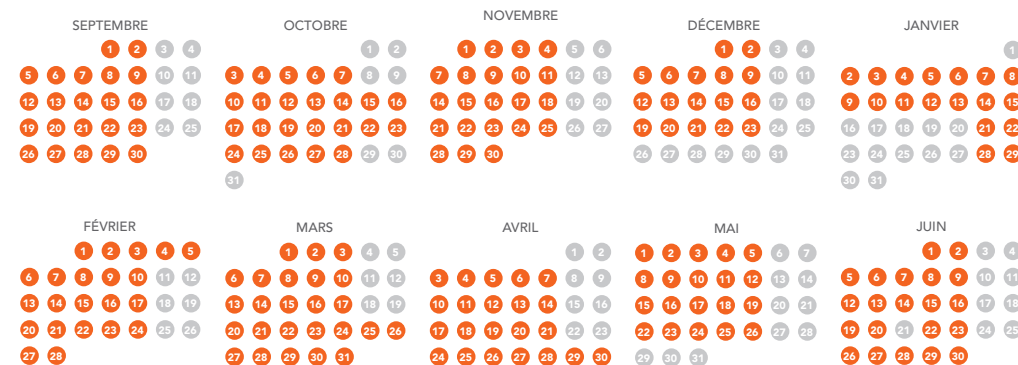 SEPTEMBRE
1 2 3 4
5 6 7 8 9 10 11
12 13 14 15 16 17 18
19 20 21 22 23 24 25
26 27 28 29 30
OCTOBRE
1 2
3 4 5 6 7 8 9
10 11 12 13 14 15 16
17 18 19 20 21 22 23
24 25 26 27 28 29 30
31
NOVEMBRE
1 2 3 4 5 6
7 8 9 10 11 12 13
14 15 16 17 18 19 20
21 22 23 24 25 26 27
28 29 30
DÉCEMBRE
1 2 3 4
5 6 7 8 9 10 11
12 13 14 15 16 17 18
19 20 21 22 23 24 25
26 27 28 29 30 31
JANVIER
1
2 3 4 5 6 7 8
9 10 11 12 13 14 15
16 17 18 19 20 21 22
23 24 25 26 27 28 29
30 31
FÉVRIER
1 2 3 4 5
6 7 8 9 10 11 12
13 14 15 16 17 18 19
20 21 22 23 24 25 26
27 28
MARS
1 2 3 4 5
6 7 8 9 10 11 12
13 14 15 16 17 18 19
20 21 22 23 24 25 26
27 28 29 30 31
AVRIL
1 2
3 4 5 6 7 8 9
10 11 12 13 14 15 16
17 18 19 20 21 22 23
24 25 26 27 28 29 30
MAI
1 2 3 4 5 6 7
8 9 10 11 12 13 14
15 16 17 18 19 20 21
22 23 24 25 26 27 28
29 30 31
JUIN
1 2 3 4
5 6 7 8 9 10 11
12 13 14 15 16 17 18
19 20 21 22 23 24 25
26 27 28 29 30